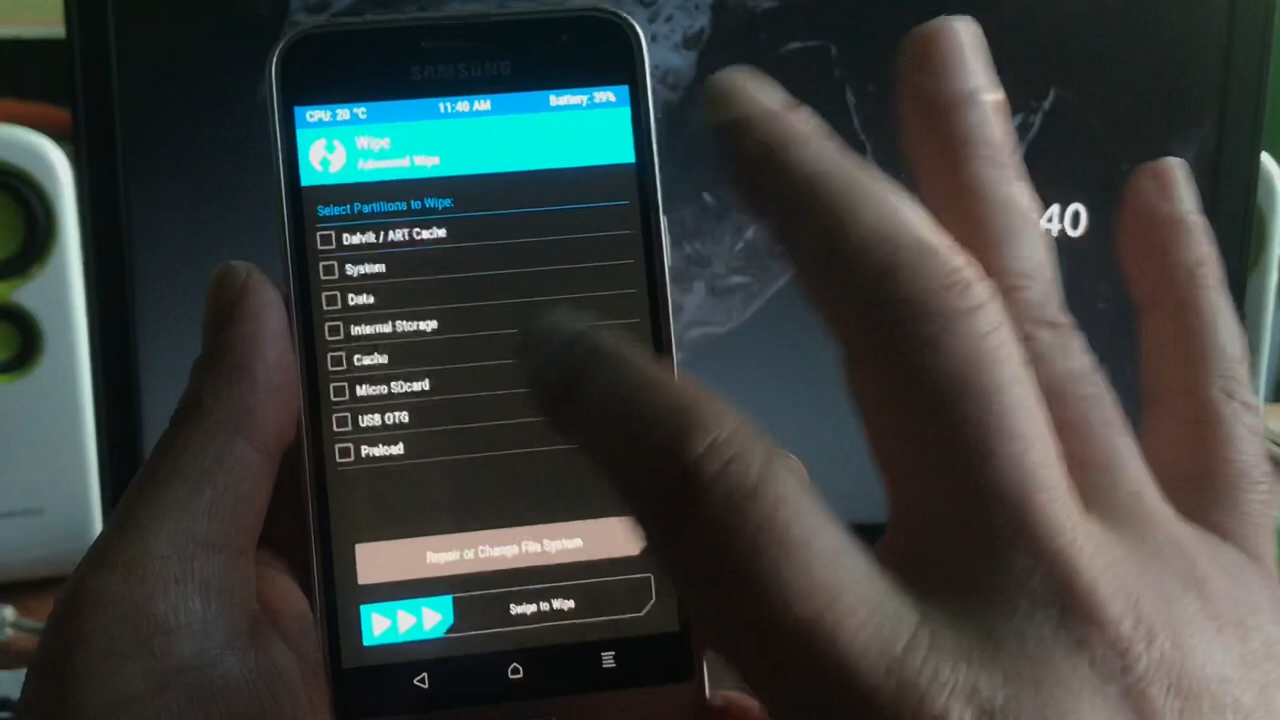 SAMSUNG
CPU: 20 °C 11:40 AM Battery: 39%
Wipe
Advanced Wipe
Select Partitions to Wipe:
Dalvik / ART Cache
System
Data
Internal Storage
Cache
Micro SDcard
USB OTG
Preload
Repair or Change File System
Swipe to Wipe
40